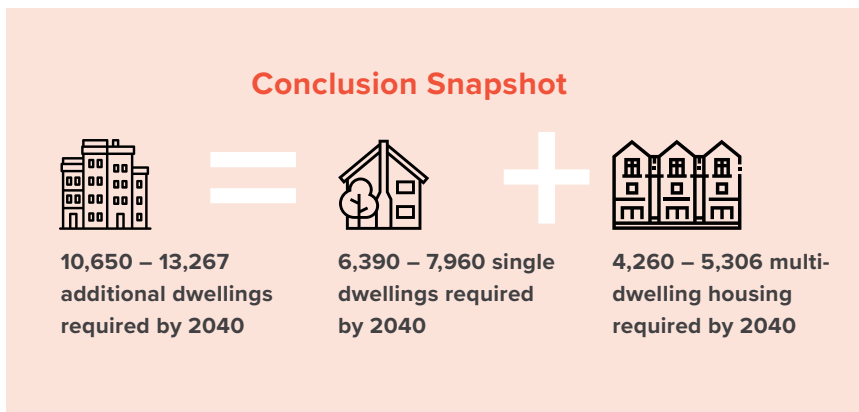 Conclusion Snapshot
10,650 – 13,267
additional dwellings
required by 2040
6,390 – 7,960 single
dwellings required
by 2040
4,260 – 5,306 multi-
dwelling housing
required by 2040